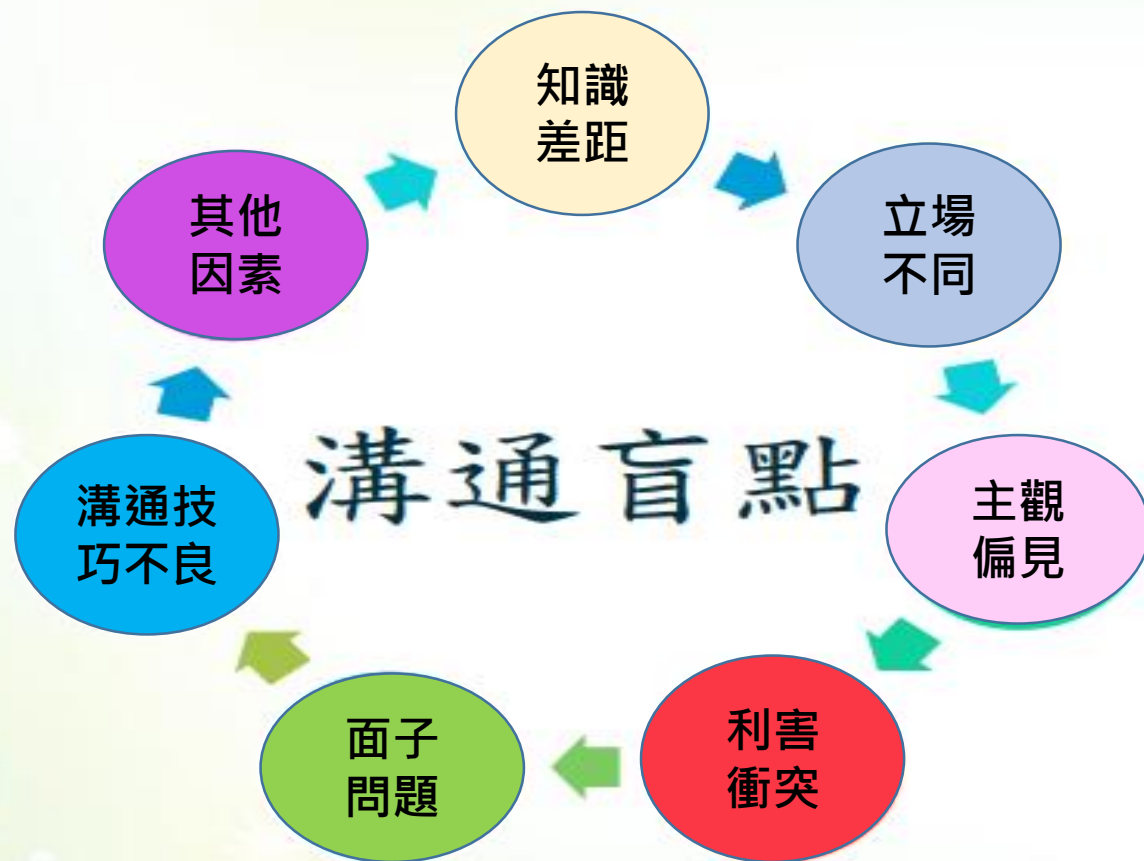 知識
差距
立場
不同
主觀
偏見
利害
衝突
面子
問題
溝通技
巧不良
其他
因素
溝通盲點